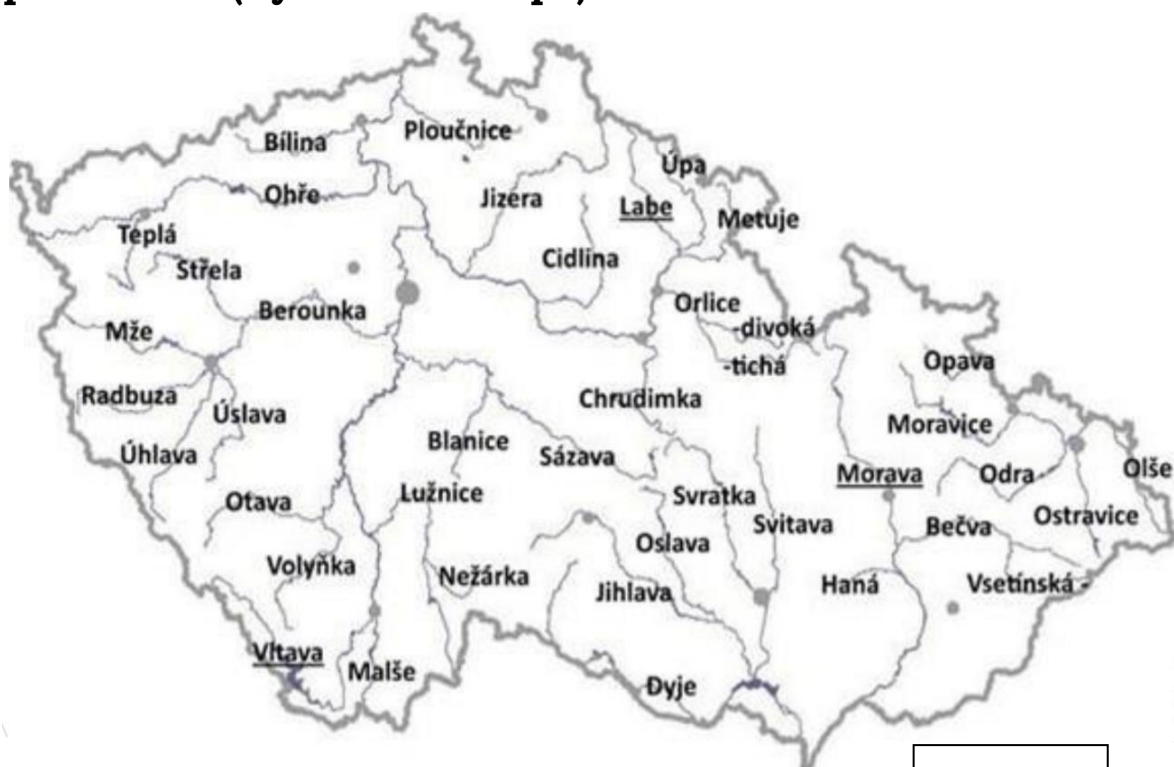 Bílina
Ploučnice
Úpa
Ohře
Jizera
Labe
Metuje
Teplá
Střela
Cidlina
Berounka
Orlice
-divoká
Mže
-tichá
Opava
Radbuza
Úslava
Chrudimka
Moravice
Úhlava
Blanice
Sázava
Morava
Odra
Olše
Otava
Lužnice
Svratka
Svitava
Bečva
Ostravice
Oslava
Volyňka
Nežárka
Jihlava
Haná
Vsetínská -
Vltava
Malše
Dyje